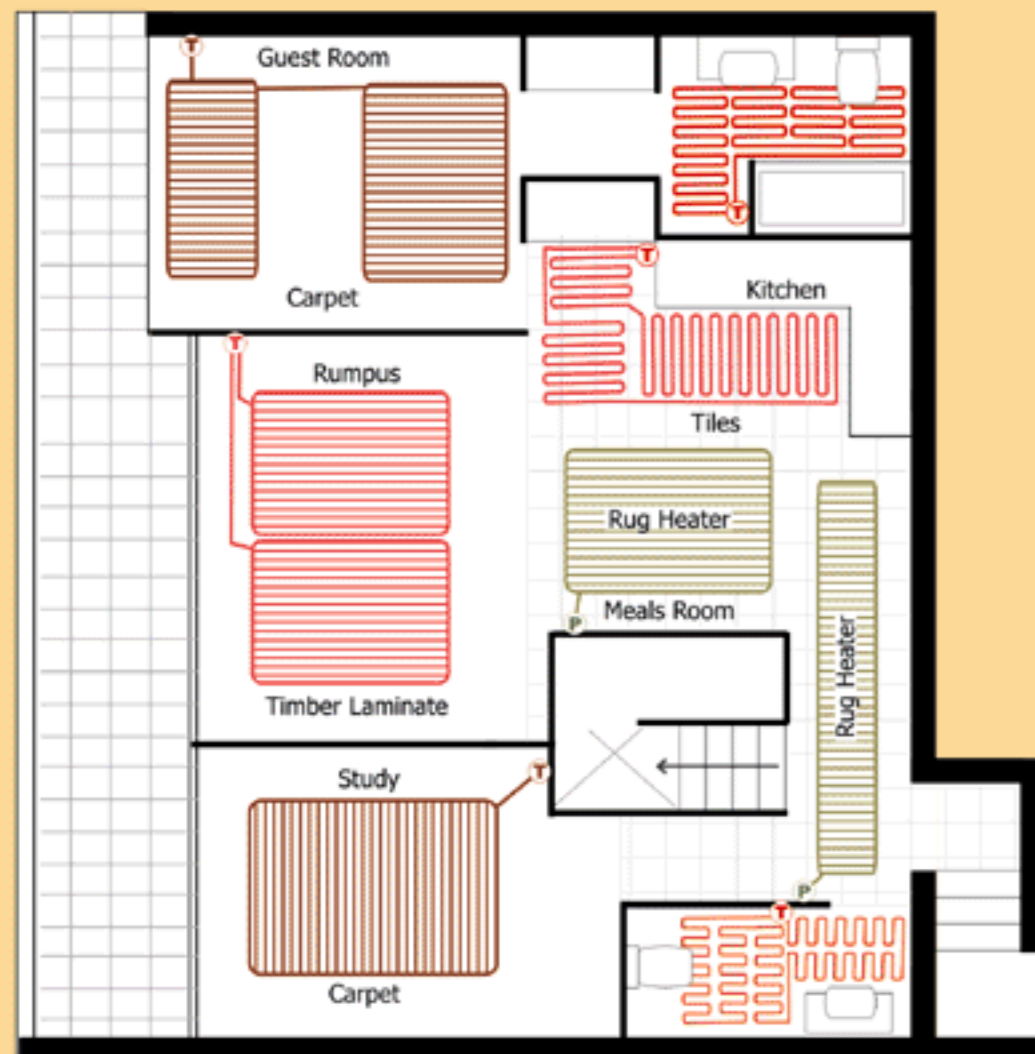 T
Guest Room
Carpet
T
T
Kitchen
T
Rumpus
Tiles
Rug Heater
Meals Room
P
Rug Heater
Timber Laminate
Study
T
Carpet
P
T